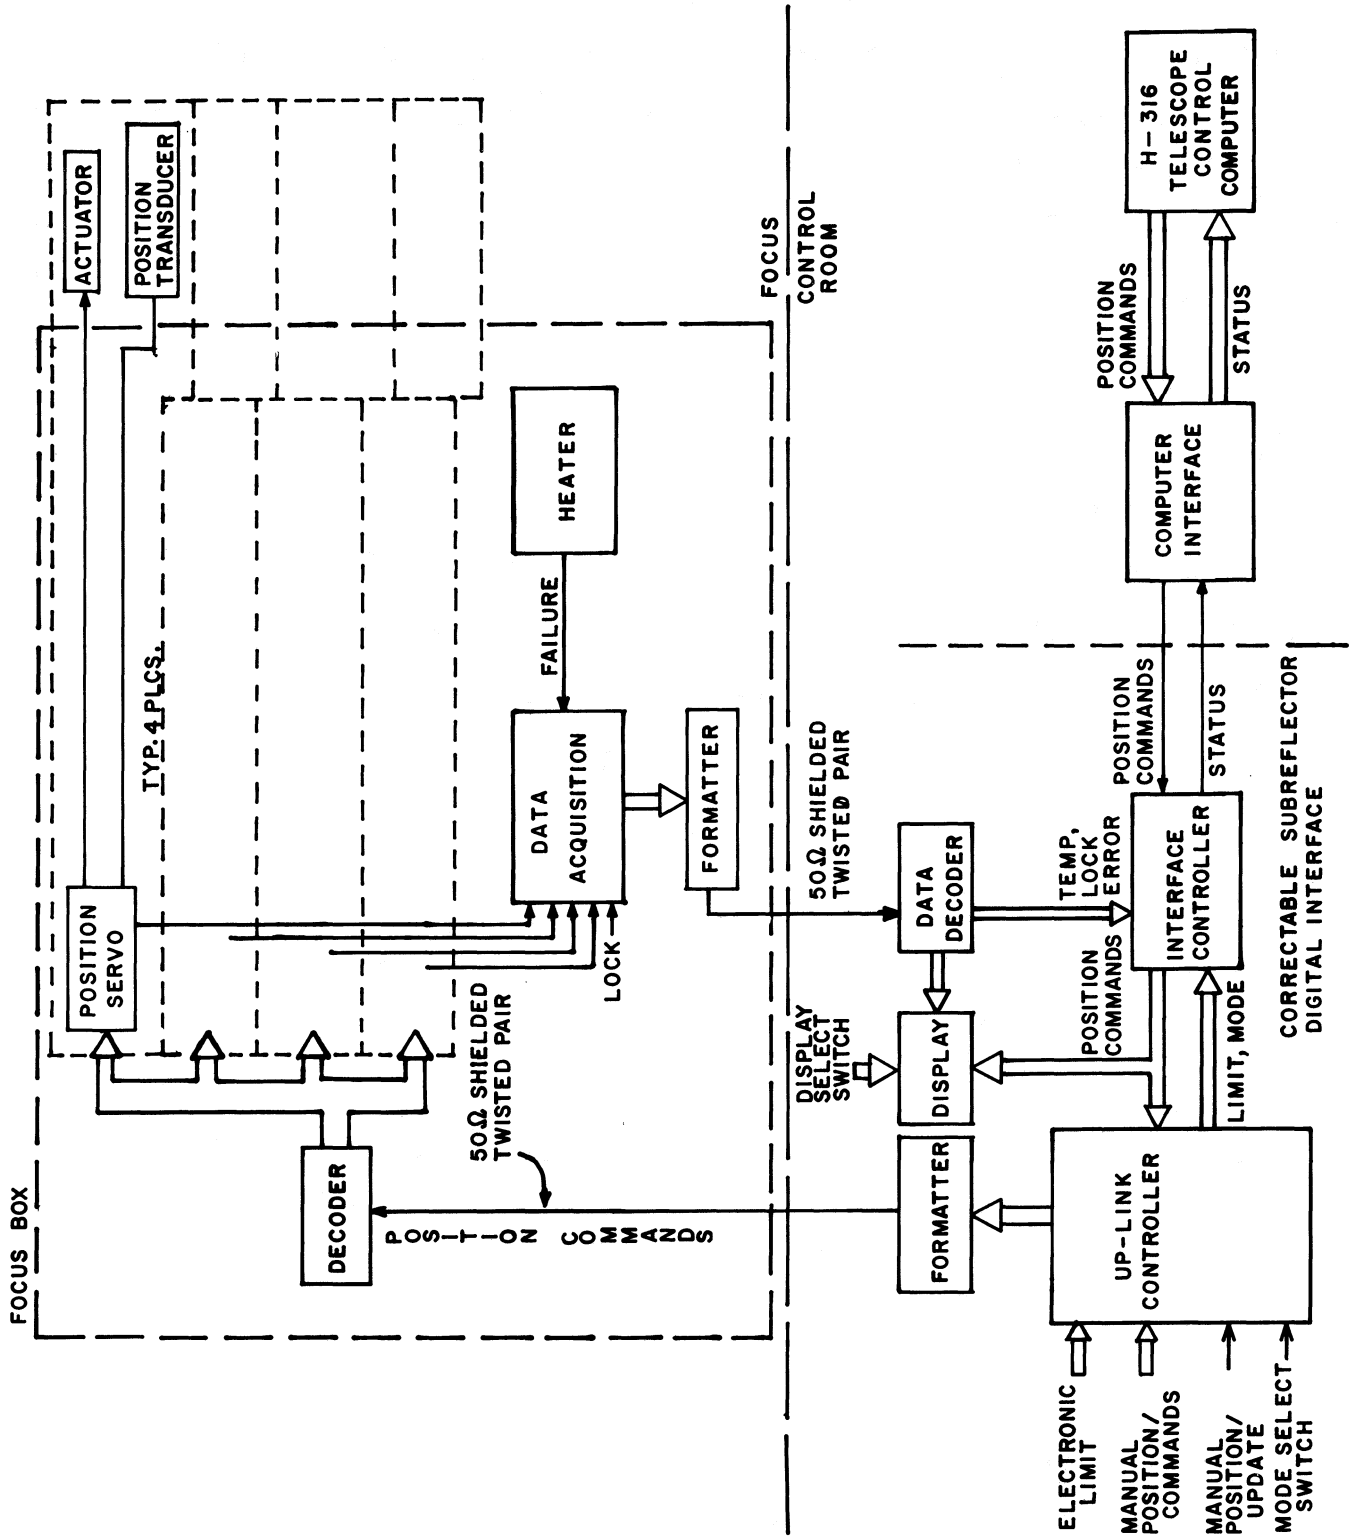 FOCUS BOX
POSITION
SERVO
ACTUATOR
POSITION
TRANSDUCER
TYP. 4 PLCS.
DECODER
POSITION COMMANDS
50Ω SHIELDED
TWISTED PAIR
LOCK
DATA
ACQUISITION
FAILURE
HEATER
FORMATTER
FOCUS
CONTROL
ROOM
50Ω SHIELDED
TWISTED PAIR
DISPLAY
SELECT
SWITCH
FORMATTER
DISPLAY
DATA
DECODER
TEMP,
LOCK
ERROR
POSITION
COMMANDS
ELECTRONIC
LIMIT
MANUAL
POSITION/
COMMANDS
MANUAL
POSITION/
UPDATE
MODE SELECT
SWITCH
UP-LINK
CONTROLLER
LIMIT, MODE
INTERFACE
CONTROLLER
POSITION
COMMANDS
STATUS
CORRECTABLE SUBREFLECTOR
DIGITAL INTERFACE
COMPUTER
INTERFACE
POSITION
COMMANDS
STATUS
H-316
TELESCOPE
CONTROL
COMPUTER